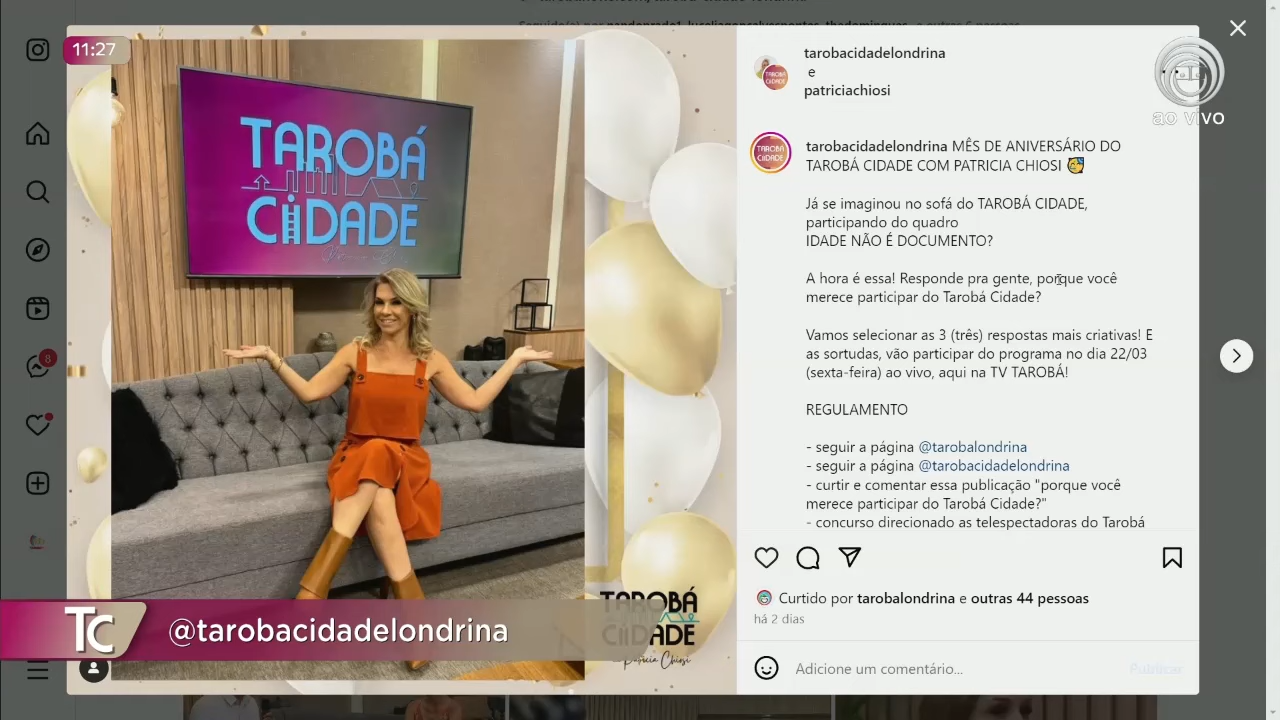 11:27
TAROBÁ
CIDADE
tarobacidadelondrina
e
patriciachiosi
ao vivo
tarobacidadelondrina MÊS DE ANIVERSÁRIO DO
TAROBÁ CIDADE COM PATRICIA CHIOSI
Já se imaginou no sofá do TAROBÁ CIDADE,
participando do quadro
IDADE NÃO É DOCUMENTO?
A hora é essa! Responde pra gente, porque você
merece participar do Tarobá Cidade?
Vamos selecionar as 3 (três) respostas mais criativas! E
as sortudas, vão participar do programa no dia 22/03
(sexta-feira) ao vivo, aqui na TV TAROBÁ!
REGULAMENTO
- seguir a página @tarobalondrina
- seguir a página @tarobacidadelondrina
- curtir e comentar essa publicação "porque você
merece participar do Tarobá Cidade?"
- concurso direcionado as telespectadoras do Tarobá
8
Curtido por tarobalondrina e outras 44 pessoas
há 2 dias
TAROBÁ
CIDADE
Patricia Chiosi
TC
@tarobacidadelondrina
Adicione um comentário...
Publicar